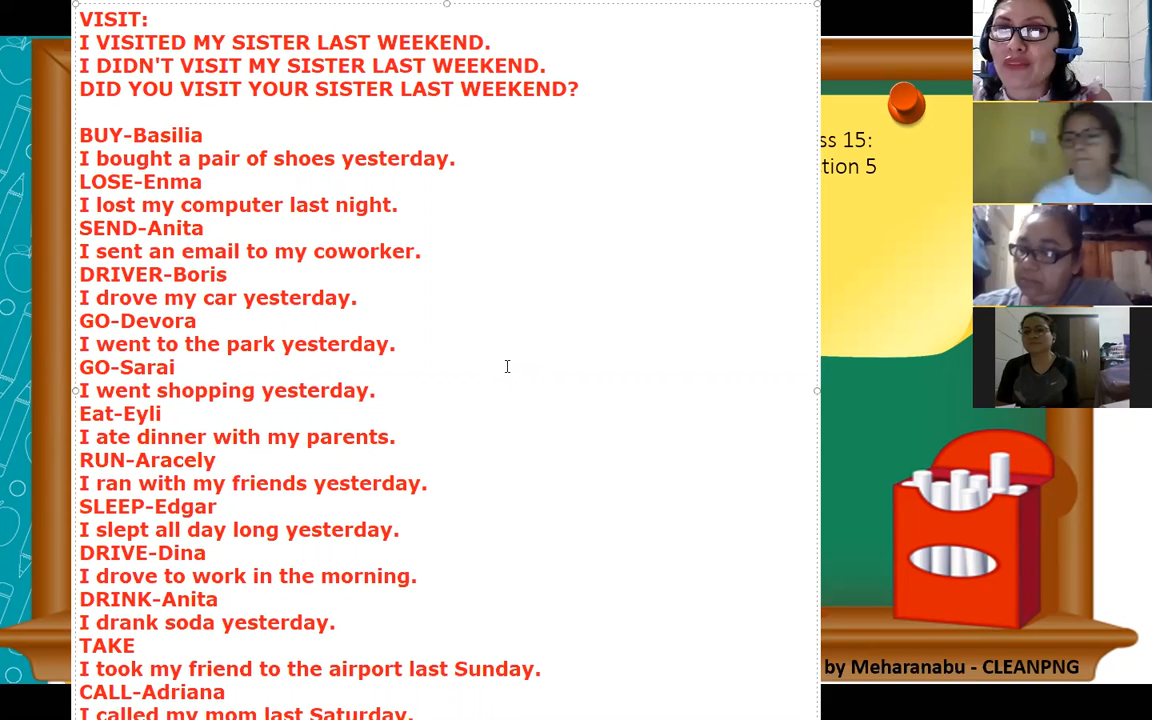 VISIT:
I VISITED MY SISTER LAST WEEKEND.
I DIDN'T VISIT MY SISTER LAST WEEKEND.
DID YOU VISIT YOUR SISTER LAST WEEKEND?
BUY-Basilia
I bought a pair of shoes yesterday.
LOSE-Enma
I lost my computer last night.
SEND-Anita
I sent an email to my coworker.
DRIVER-Boris
I drove my car yesterday.
GO-Devora
I went to the park yesterday.
GO-Sarai
I went shopping yesterday.
Eat-Eyli
I ate dinner with my parents.
RUN-Aracely
I ran with my friends yesterday.
SLEEP-Edgar
I slept all day long yesterday.
DRIVE-Dina
I drove to work in the morning.
DRINK-Anita
I drank soda yesterday.
TAKE
I took my friend to the airport last Sunday.
CALL-Adriana
I called my mom last Saturday.
ss 15:
tion 5
by Meharanabu - CLEANPNG